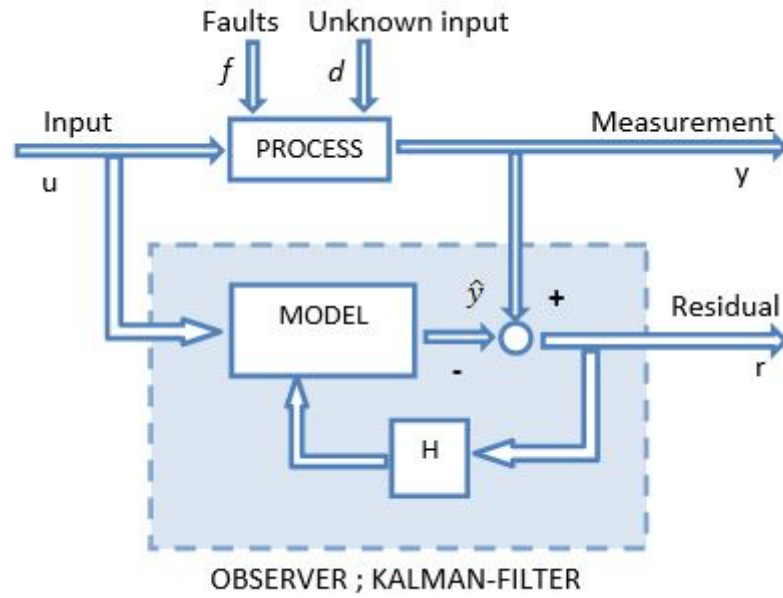 Faults Unknown input
f d
Input
PROCESS
Measurement
u
y
ŷ +
MODEL
Residual
-
r
H
OBSERVER ; KALMAN-FILTER